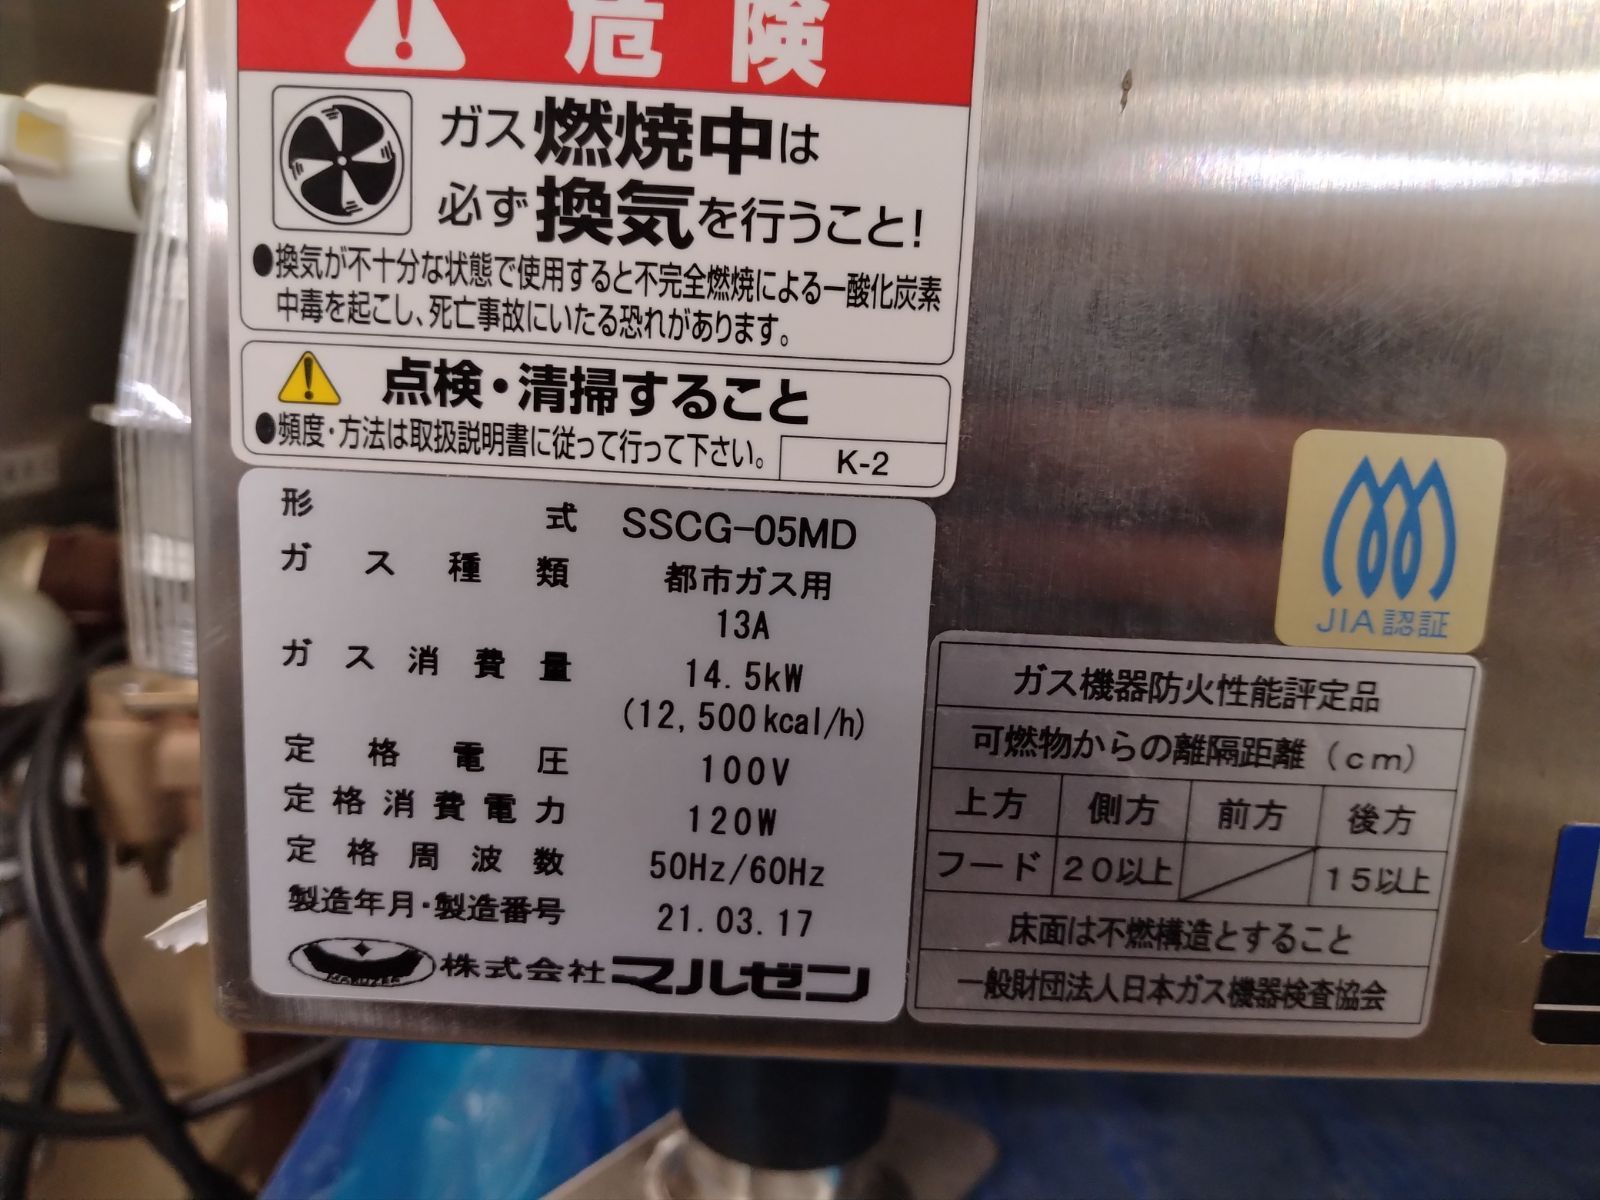 危険
ガス燃焼中は
必ず換気を行うこと!
●換気が不十分な状態で使用すると不完全燃焼による一酸化炭素
中毒を起こし、死亡事故にいたる恐れがあります。
点検・清掃すること
●頻度・方法は取扱説明書に従って行って下さい。
K-2
形式 SSCG-05MD
ガス種類 都市ガス用
13A
ガス消費量 14.5kW
(12,500kcal/h)
定格電圧 100V
定格消費電力 120W
定格周波数 50Hz/60Hz
製造年月・製造番号 21.03.17
MARUZEN 株式会社マルゼン
JIA認証
ガス機器防火性能評定品
可燃物からの離隔距離(cm)
上方 側方 前方 後方
フード 20以上 15以上
床面は不燃構造とすること
一般財団法人日本ガス機器検査協会